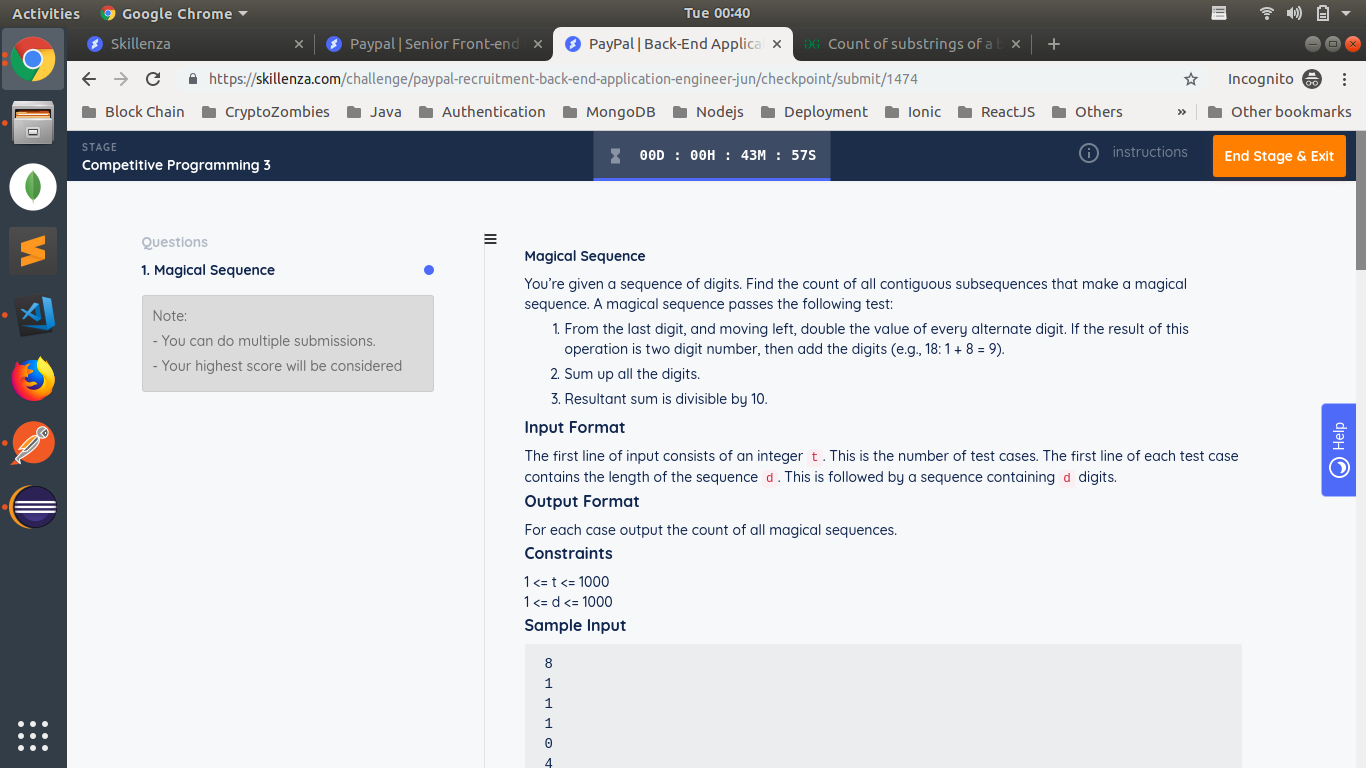 Activities Google Chrome Tue 00:40
Skillenza Paypal | Senior Front-end PayPal | Back-End Applica Count of substrings of a b
https://skillenza.com/challenge/paypal-recruitment-back-end-application-engineer-jun/checkpoint/submit/1474 Incognito
Block Chain CryptoZombies Java Authentication MongoDB Nodejs Deployment Ionic ReactJS Others » Other bookmarks
STAGE
Competitive Programming 3
00D : 00H : 43M : 57S
instructions
End Stage & Exit
Questions
1. Magical Sequence
Note:
- You can do multiple submissions.
- Your highest score will be considered
Magical Sequence
You're given a sequence of digits. Find the count of all contiguous subsequences that make a magical
sequence. A magical sequence passes the following test:
1. From the last digit, and moving left, double the value of every alternate digit. If the result of this
operation is two digit number, then add the digits (e.g., 18: 1 + 8 = 9).
2. Sum up all the digits.
3. Resultant sum is divisible by 10.
Input Format
The first line of input consists of an integer t. This is the number of test cases. The first line of each test case
contains the length of the sequence d. This is followed by a sequence containing d digits.
Output Format
For each case output the count of all magical sequences.
Constraints
1 <= t <= 1000
1 <= d <= 1000
Sample Input
8
1
1
1
0
4
Help